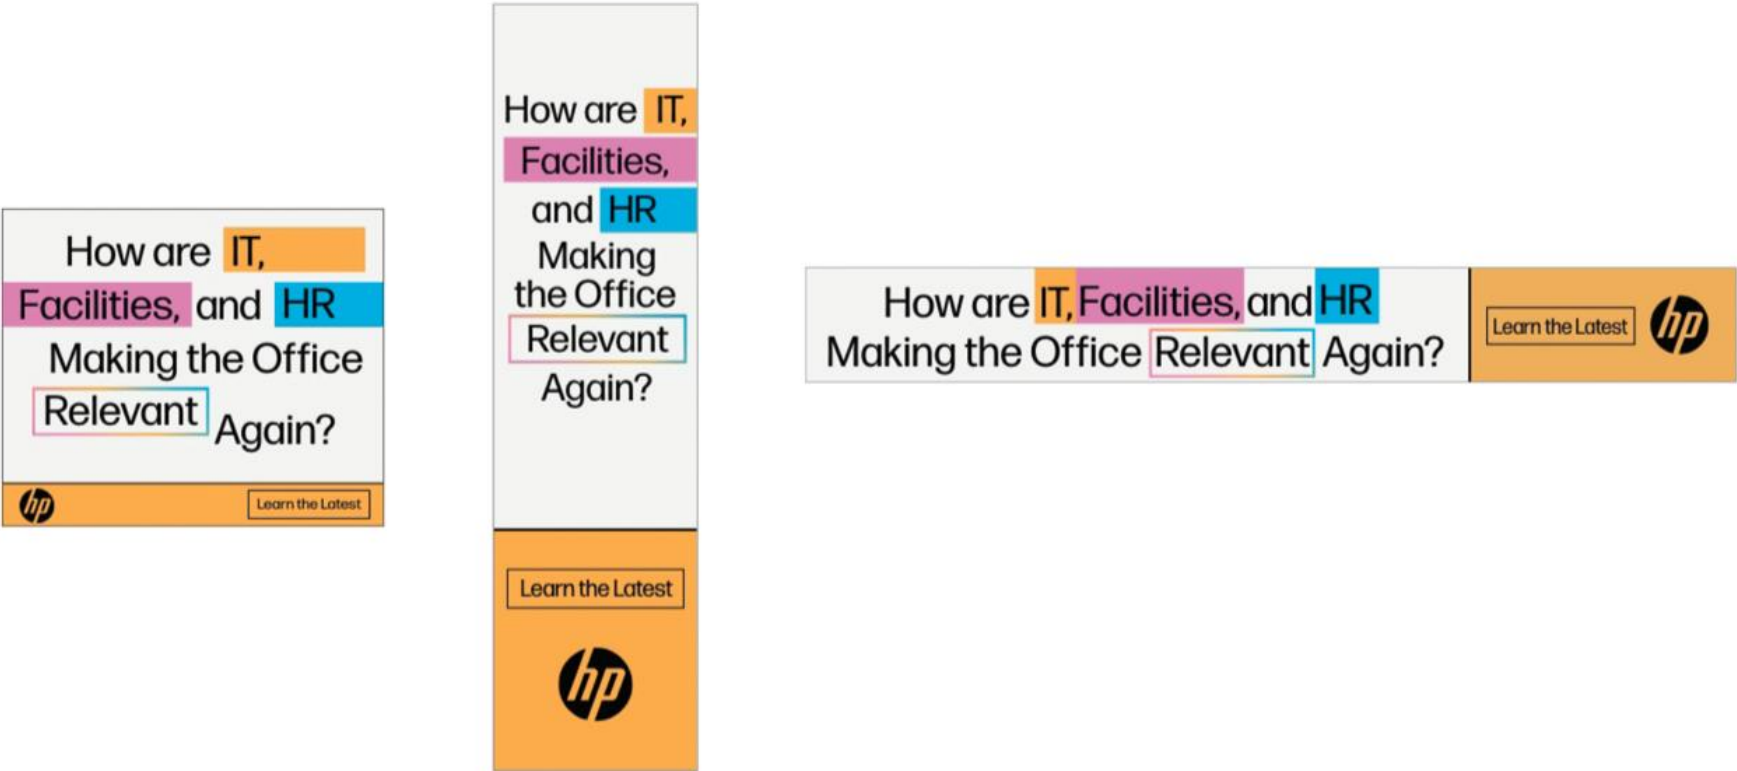 How are IT,
Facilities, and HR
Making the Office
Relevant Again?
hp
Learn the Latest
How are IT,
Facilities,
and HR
Making
the Office
Relevant
Again?
Learn the Latest
hp
How are IT, Facilities, and HR
Making the Office Relevant Again?
Learn the Latest
hp